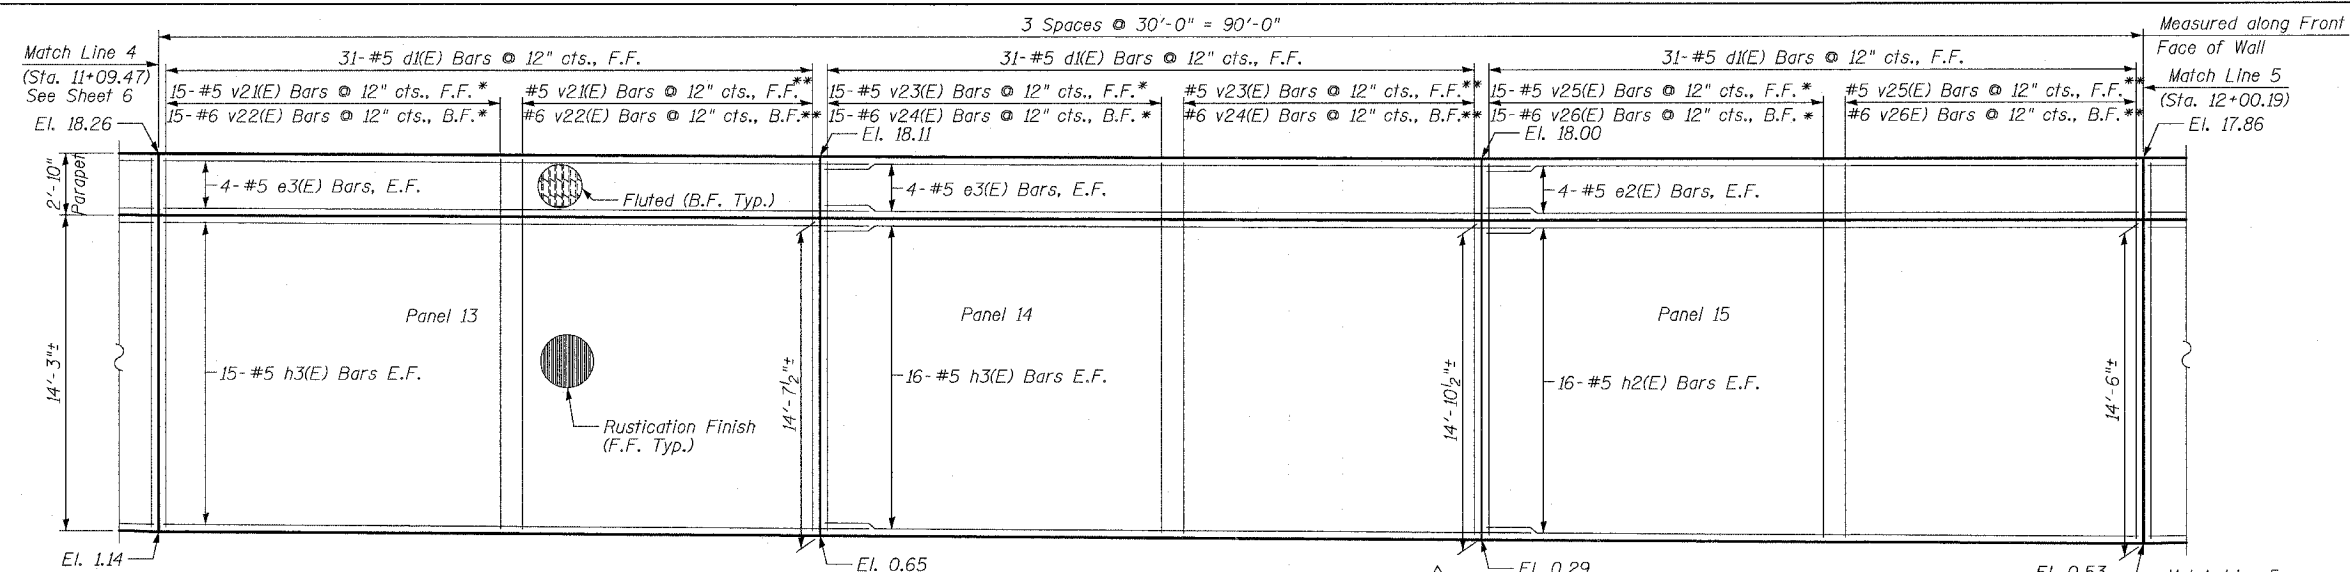 3 Spaces @ 30'-0" = 90'-0"
Measured along Front
Face of Wall
Match Line 4
(Sta. 11+09.47)
See Sheet 6
31-#5 d1(E) Bars @ 12" cts., F.F.
31-#5 d1(E) Bars @ 12" cts., F.F.
31-#5 d1(E) Bars @ 12" cts., F.F.
Match Line 5
(Sta. 12+00.19)
15-#5 v21(E) Bars @ 12" cts., F.F.*
#5 v21(E) Bars @ 12" cts., F.F.**
15-#5 v23(E) Bars @ 12" cts., F.F.*
#5 v23(E) Bars @ 12" cts., F.F.**
15-#5 v25(E) Bars @ 12" cts., F.F.*
#5 v25(E) Bars @ 12" cts., F.F.**
15-#6 v22(E) Bars @ 12" cts., B.F.*
#6 v22(E) Bars @ 12" cts., B.F.**
15-#6 v24(E) Bars @ 12" cts., B.F.*
#6 v24(E) Bars @ 12" cts., B.F.**
15-#6 v26(E) Bars @ 12" cts., B.F.*
#6 v26E) Bars @ 12" cts., B.F.**
El. 18.26
El. 18.11
El. 18.00
El. 17.86
2'-10"
Parapet
4-#5 e3(E) Bars, E.F.
Fluted (B.F. Typ.)
4-#5 e3(E) Bars, E.F.
4-#5 e2(E) Bars, E.F.
Panel 13
Panel 14
Panel 15
14'-3"±
15-#5 h3(E) Bars E.F.
14'-7½"±
16-#5 h3(E) Bars E.F.
14'-10½"±
16-#5 h2(E) Bars E.F.
14'-6"±
Rustication Finish
(F.F. Typ.)
El. 1.14
El. 0.65
El. 0.29
El. 0.53